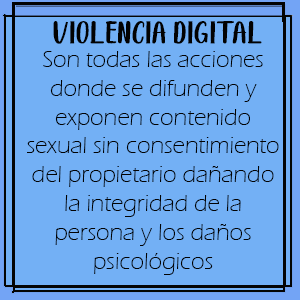 VIOLENCIA DIGITAL
Son todas las acciones
donde se difunden y
exponen contenido
sexual sin consentimiento
del propietario dañando
la integridad de la
persona y los daños
psicológicos